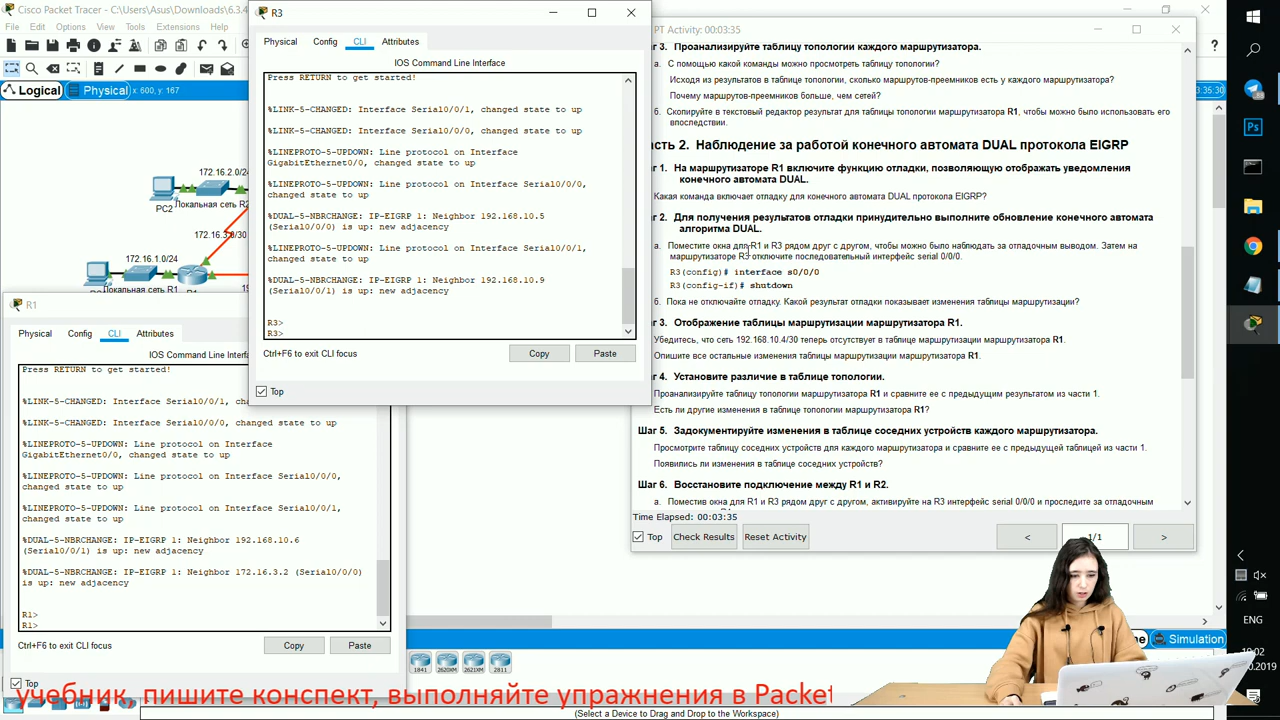 Cisco Packet Tracer - C:\Users\Asus\Downloads\6.3.4
File Edit Options View Tools Extensions
Logical Physical x: 600, y: 167
172.16.2.0/24
PC2
Локальная сеть R2
172.16.3.0/30
172.16.1.0/24
Локальная сеть R1
R3
Physical Config CLI Attributes
IOS Command Line Interface
Press RETURN to get started!
%LINK-5-CHANGED: Interface Serial0/0/1, changed state to up
%LINK-5-CHANGED: Interface Serial0/0/0, changed state to up
%LINEPROTO-5-UPDOWN: Line protocol on Interface
GigabitEthernet0/0, changed state to up
%LINEPROTO-5-UPDOWN: Line protocol on Interface Serial0/0/0,
changed state to up
%DUAL-5-NBRCHANGE: IP-EIGRP 1: Neighbor 192.168.10.5
(Serial0/0/0) is up: new adjacency
%LINEPROTO-5-UPDOWN: Line protocol on Interface Serial0/0/1,
changed state to up
%DUAL-5-NBRCHANGE: IP-EIGRP 1: Neighbor 192.168.10.9
(Serial0/0/1) is up: new adjacency
R3>
R3>
Ctrl+F6 to exit CLI focus
Copy Paste
Top
R1
Physical Config CLI Attributes
IOS Command Line Interfa
Press RETURN to get started!
%LINK-5-CHANGED: Interface Serial0/0/1, ch
%LINK-5-CHANGED: Interface Serial0/0/0, changed state to up
%LINEPROTO-5-UPDOWN: Line protocol on Interface
GigabitEthernet0/0, changed state to up
%LINEPROTO-5-UPDOWN: Line protocol on Interface Serial0/0/0,
changed state to up
%LINEPROTO-5-UPDOWN: Line protocol on Interface Serial0/0/1,
changed state to up
%DUAL-5-NBRCHANGE: IP-EIGRP 1: Neighbor 192.168.10.6
(Serial0/0/1) is up: new adjacency
%DUAL-5-NBRCHANGE: IP-EIGRP 1: Neighbor 172.16.3.2 (Serial0/0/0)
is up: new adjacency
R1>
R1>
Ctrl+F6 to exit CLI focus
Copy Paste
Top
PT Activity: 00:03:35
г 3. Проанализируйте таблицу топологии каждого маршрутизатора.
а. С помощью какой команды можно просмотреть таблицу топологии?
Исходя из результатов в таблице топологии, сколько маршрутов-преемников есть у каждого маршрутизатора?
Почему маршрутов-преемников больше, чем сетей?
б. Скопируйте в текстовый редактор результат для таблицы топологии маршрутизатора R1, чтобы можно было использовать его
впоследствии.
сть 2. Наблюдение за работой конечного автомата DUAL протокола EIGRP
г 1. На маршрутизаторе R1 включите функцию отладки, позволяющую отображать уведомления
конечного автомата DUAL.
Какая команда включает отладку для конечного автомата DUAL протокола EIGRP?
г 2. Для получения результатов отладки принудительно выполните обновление конечного автомата
алгоритма DUAL.
а. Поместите окна для R1 и R3 рядом друг с другом, чтобы можно было наблюдать за отладочным выводом. Затем на
маршрутизаторе R3 отключите последовательный интерфейс serial 0/0/0.
R3(config)# interface s0/0/0
R3(config-if)# shutdown
б. Пока не отключайте отладку. Какой результат отладки показывает изменения таблицы маршрутизации?
г 3. Отображение таблицы маршрутизации маршрутизатора R1.
Убедитесь, что сеть 192.168.10.4/30 теперь отсутствует в таблице маршрутизации маршрутизатора R1.
Опишите все остальные изменения таблицы маршрутизации маршрутизатора R1.
г 4. Установите различие в таблице топологии.
Проанализируйте таблицу топологии маршрутизатора R1 и сравните ее с предыдущим результатом из части 1.
Есть ли другие изменения в таблице топологии маршрутизатора R1?
Шаг 5. Задокументируйте изменения в таблице соседних устройств каждого маршрутизатора.
Просмотрите таблицу соседних устройств для каждого маршрутизатора и сравните ее с предыдущей таблицей из части 1.
Появились ли изменения в таблице соседних устройств?
Шаг 6. Восстановите подключение между R1 и R2.
а. Поместив окна для R1 и R3 рядом друг с другом, активируйте на R3 интерфейс serial 0/0/0 и проследите за отладочным
Time Elapsed: 00:03:35
Top Check Results Reset Activity < 1/1 >
Simulation
1841 2620XM 2621XM 2811
(Select a Device to Drag and Drop to the Workspace)
ENG
учебник, пишите конспект, выполняйте упражнения в Packet